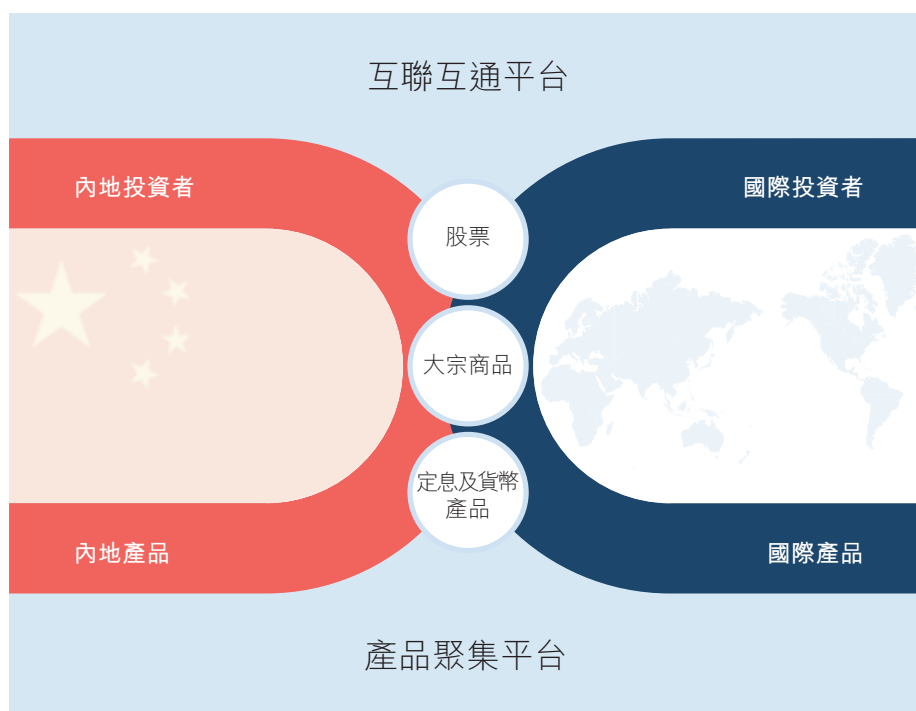 互聯互通平台
內地投資者
國際投資者
股票
大宗商品
定息及貨幣
產品
內地產品
國際產品
產品聚集平台